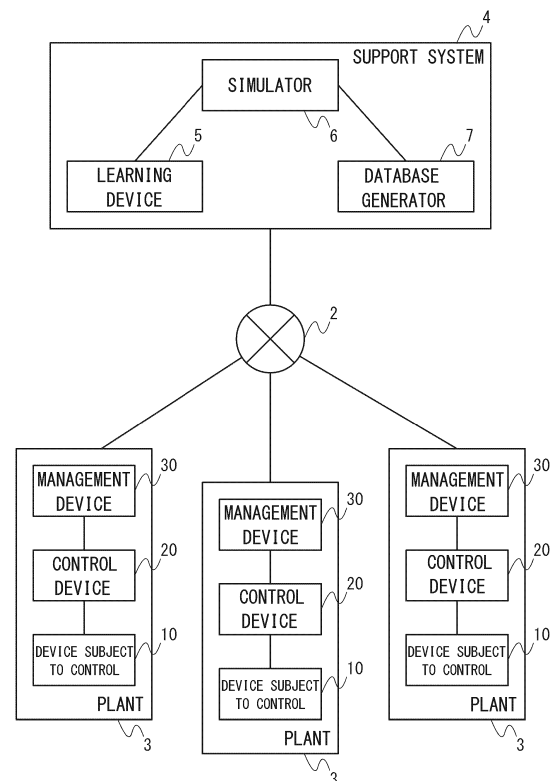 4
SUPPORT SYSTEM
SIMULATOR
6
5
LEARNING
DEVICE
7
DATABASE
GENERATOR
2
30
MANAGEMENT
DEVICE
20
CONTROL
DEVICE
10
DEVICE SUBJECT
TO CONTROL
PLANT
3
30
MANAGEMENT
DEVICE
20
CONTROL
DEVICE
10
DEVICE SUBJECT
TO CONTROL
PLANT
3
30
MANAGEMENT
DEVICE
20
CONTROL
DEVICE
10
DEVICE SUBJECT
TO CONTROL
PLANT
3